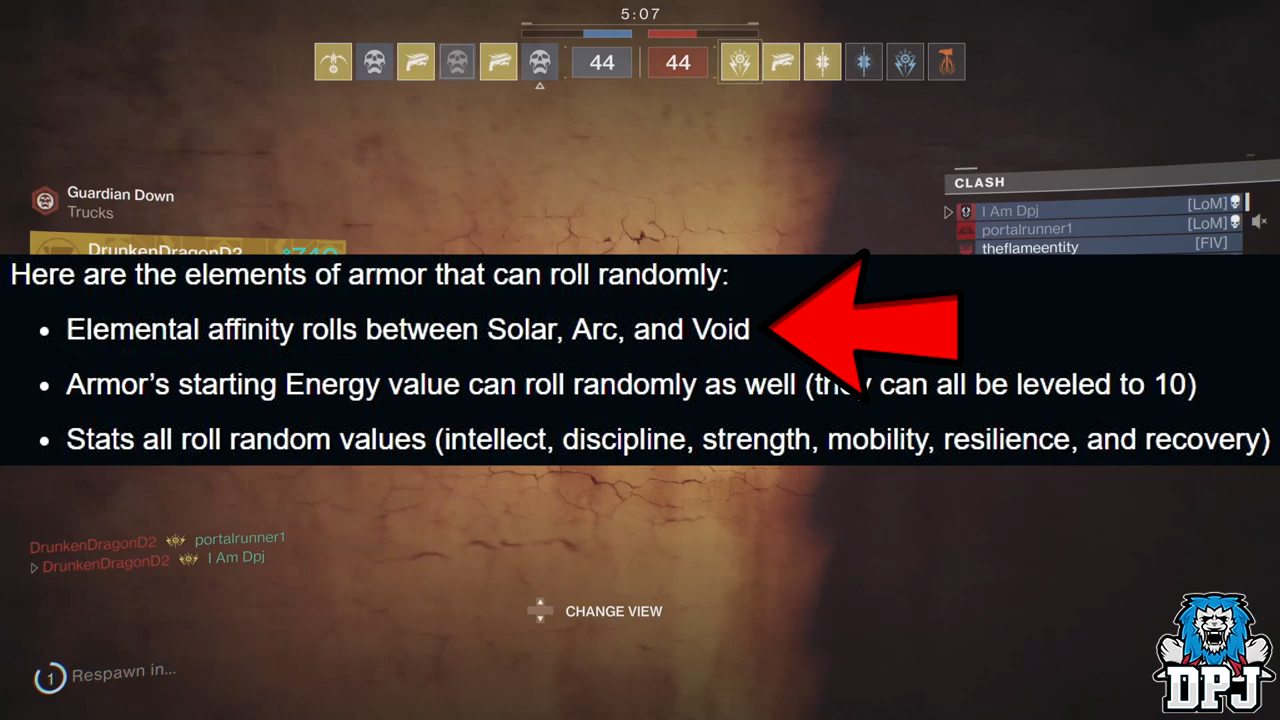 5:07
44
44
Guardian Down
Trucks
CLASH
I Am Dpj [LoM]
portalrunner1 [LoM]
theflameentity [FIV]
DrunkenDragonD2
Here are the elements of armor that can roll randomly:
• Elemental affinity rolls between Solar, Arc, and Void
• Armor's starting Energy value can roll randomly as well (they can all be leveled to 10)
• Stats all roll random values (intellect, discipline, strength, mobility, resilience, and recovery)
DrunkenDragonD2 portalrunner1
DrunkenDragonD2 I Am Dpj
CHANGE VIEW
1 Respawn in...
DPJ